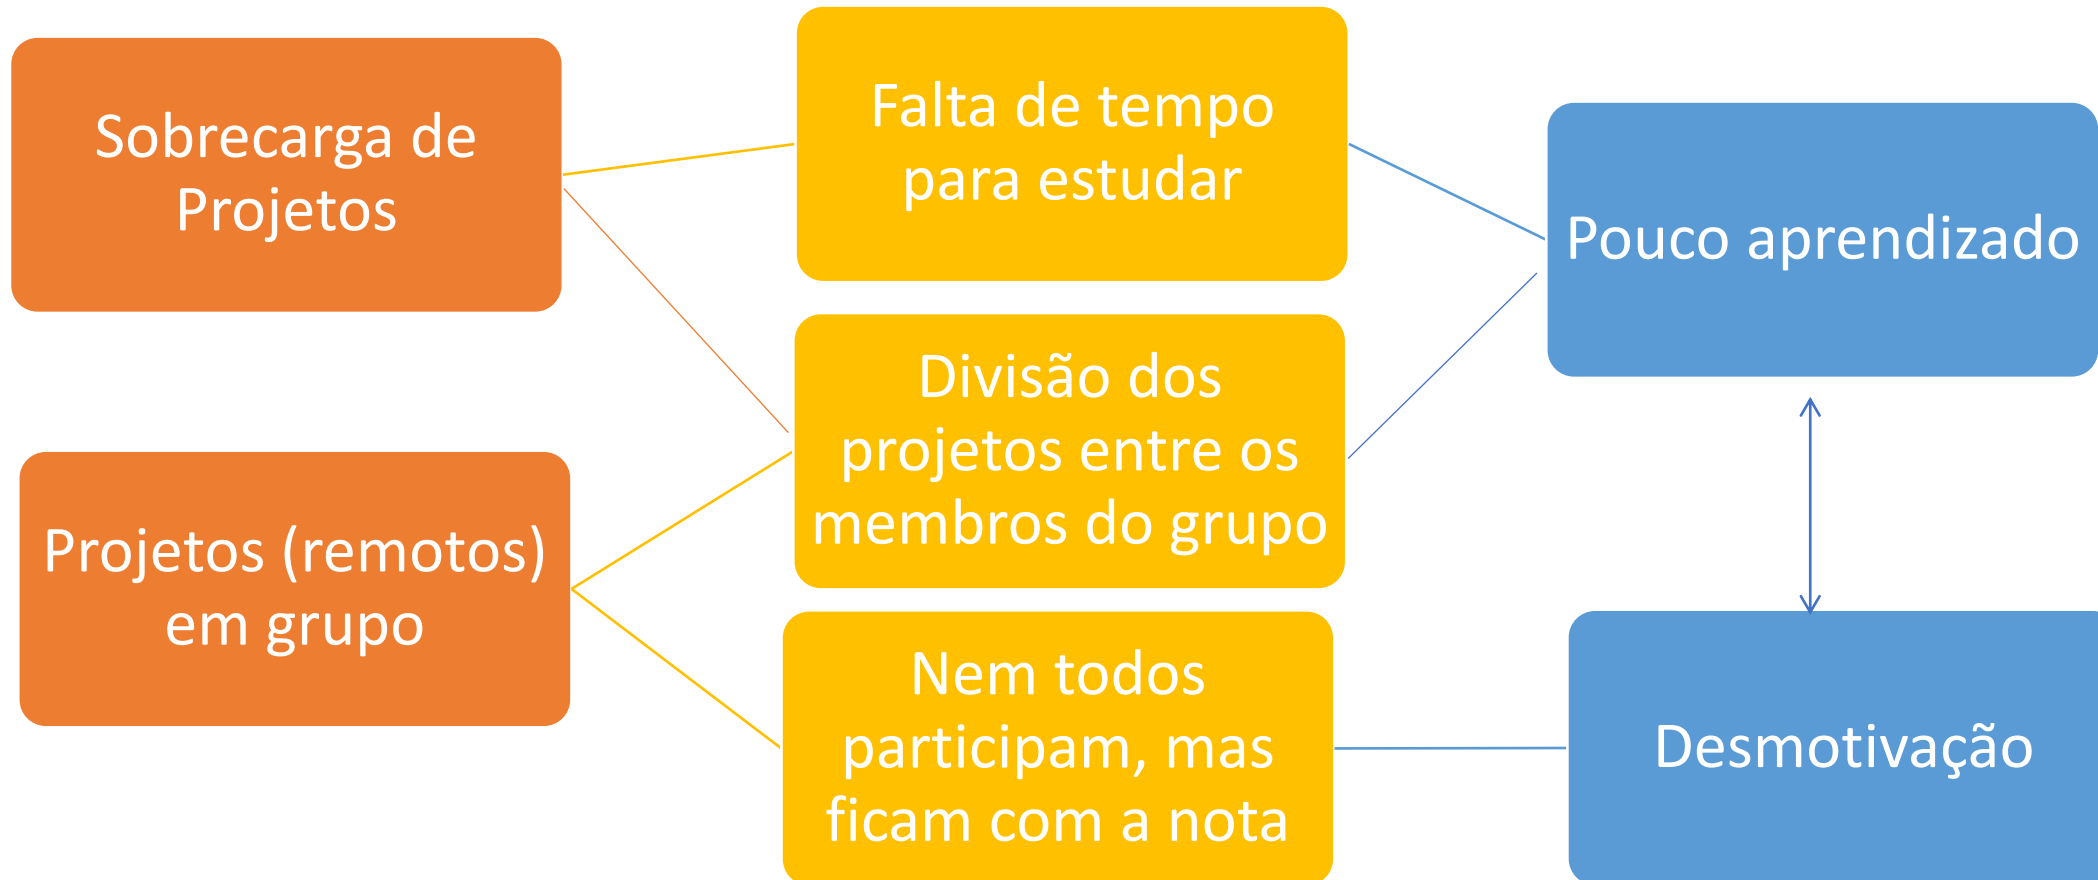 Sobrecarga de
Projetos
Falta de tempo
para estudar
Pouco aprendizado
Divisão dos
projetos entre os
membros do grupo
Projetos (remotos)
em grupo
Nem todos
participam, mas
ficam com a nota
Desmotivação